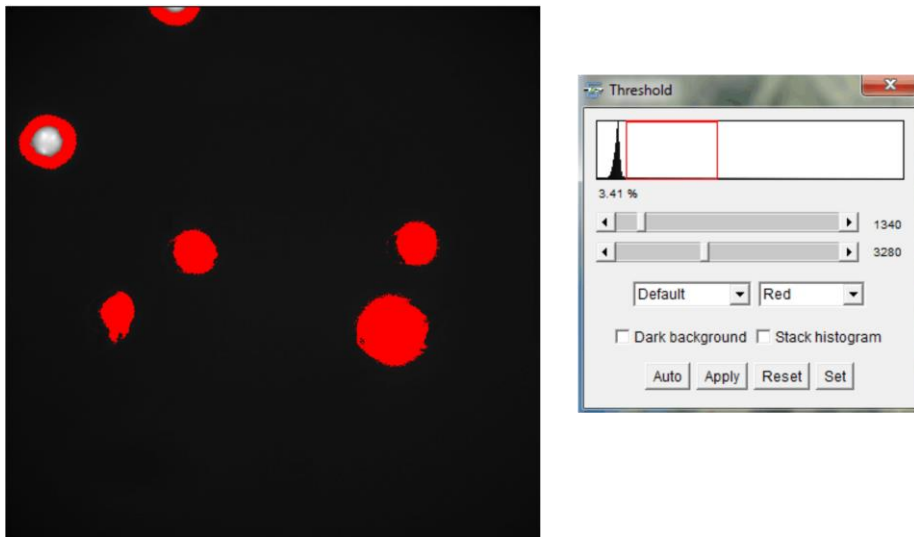 Threshold
3.41 %
1340
3280
Default Red
Dark background Stack histogram
Auto Apply Reset Set